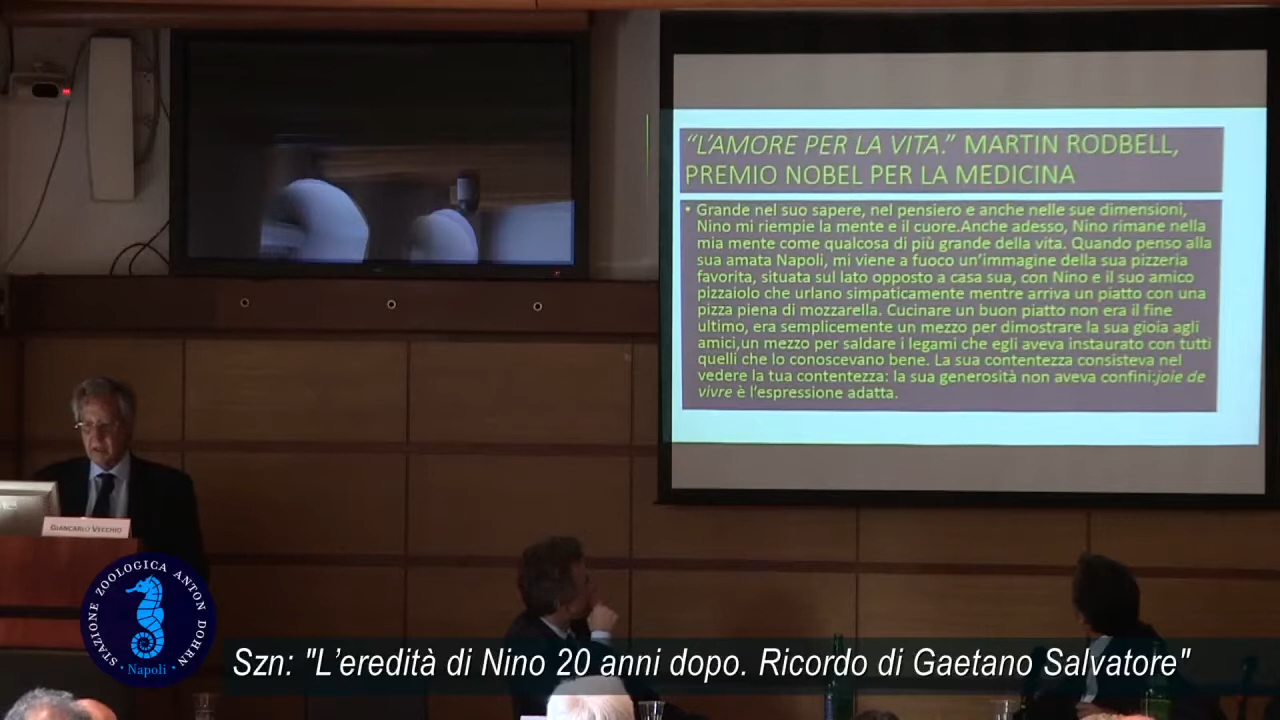 “L’AMORE PER LA VITA.” MARTIN RODBELL,
PREMIO NOBEL PER LA MEDICINA
• Grande nel suo sapere, nel pensiero e anche nelle sue dimensioni,
Nino mi riempie la mente e il cuore.Anche adesso, Nino rimane nella
mia mente come qualcosa di più grande della vita. Quando penso alla
sua amata Napoli, mi viene a fuoco un’immagine della sua pizzeria
favorita, situata sul lato opposto a casa sua, con Nino e il suo amico
pizzaiolo che urlano simpaticamente mentre arriva un piatto con una
pizza piena di mozzarella. Cucinare un buon piatto non era il fine
ultimo, era semplicemente un mezzo per dimostrare la sua gioia agli
amici,un mezzo per saldare i legami che egli aveva instaurato con tutti
quelli che lo conoscevano bene. La sua contentezza consisteva nel
vedere la tua contentezza: la sua generosità non aveva confini:joie de
vivre è l’espressione adatta.
GIANCARLO VECCHIO
STAZIONE ZOOLOGICA ANTON DOHRN
• Napoli •
Szn: "L’eredità di Nino 20 anni dopo. Ricordo di Gaetano Salvatore"